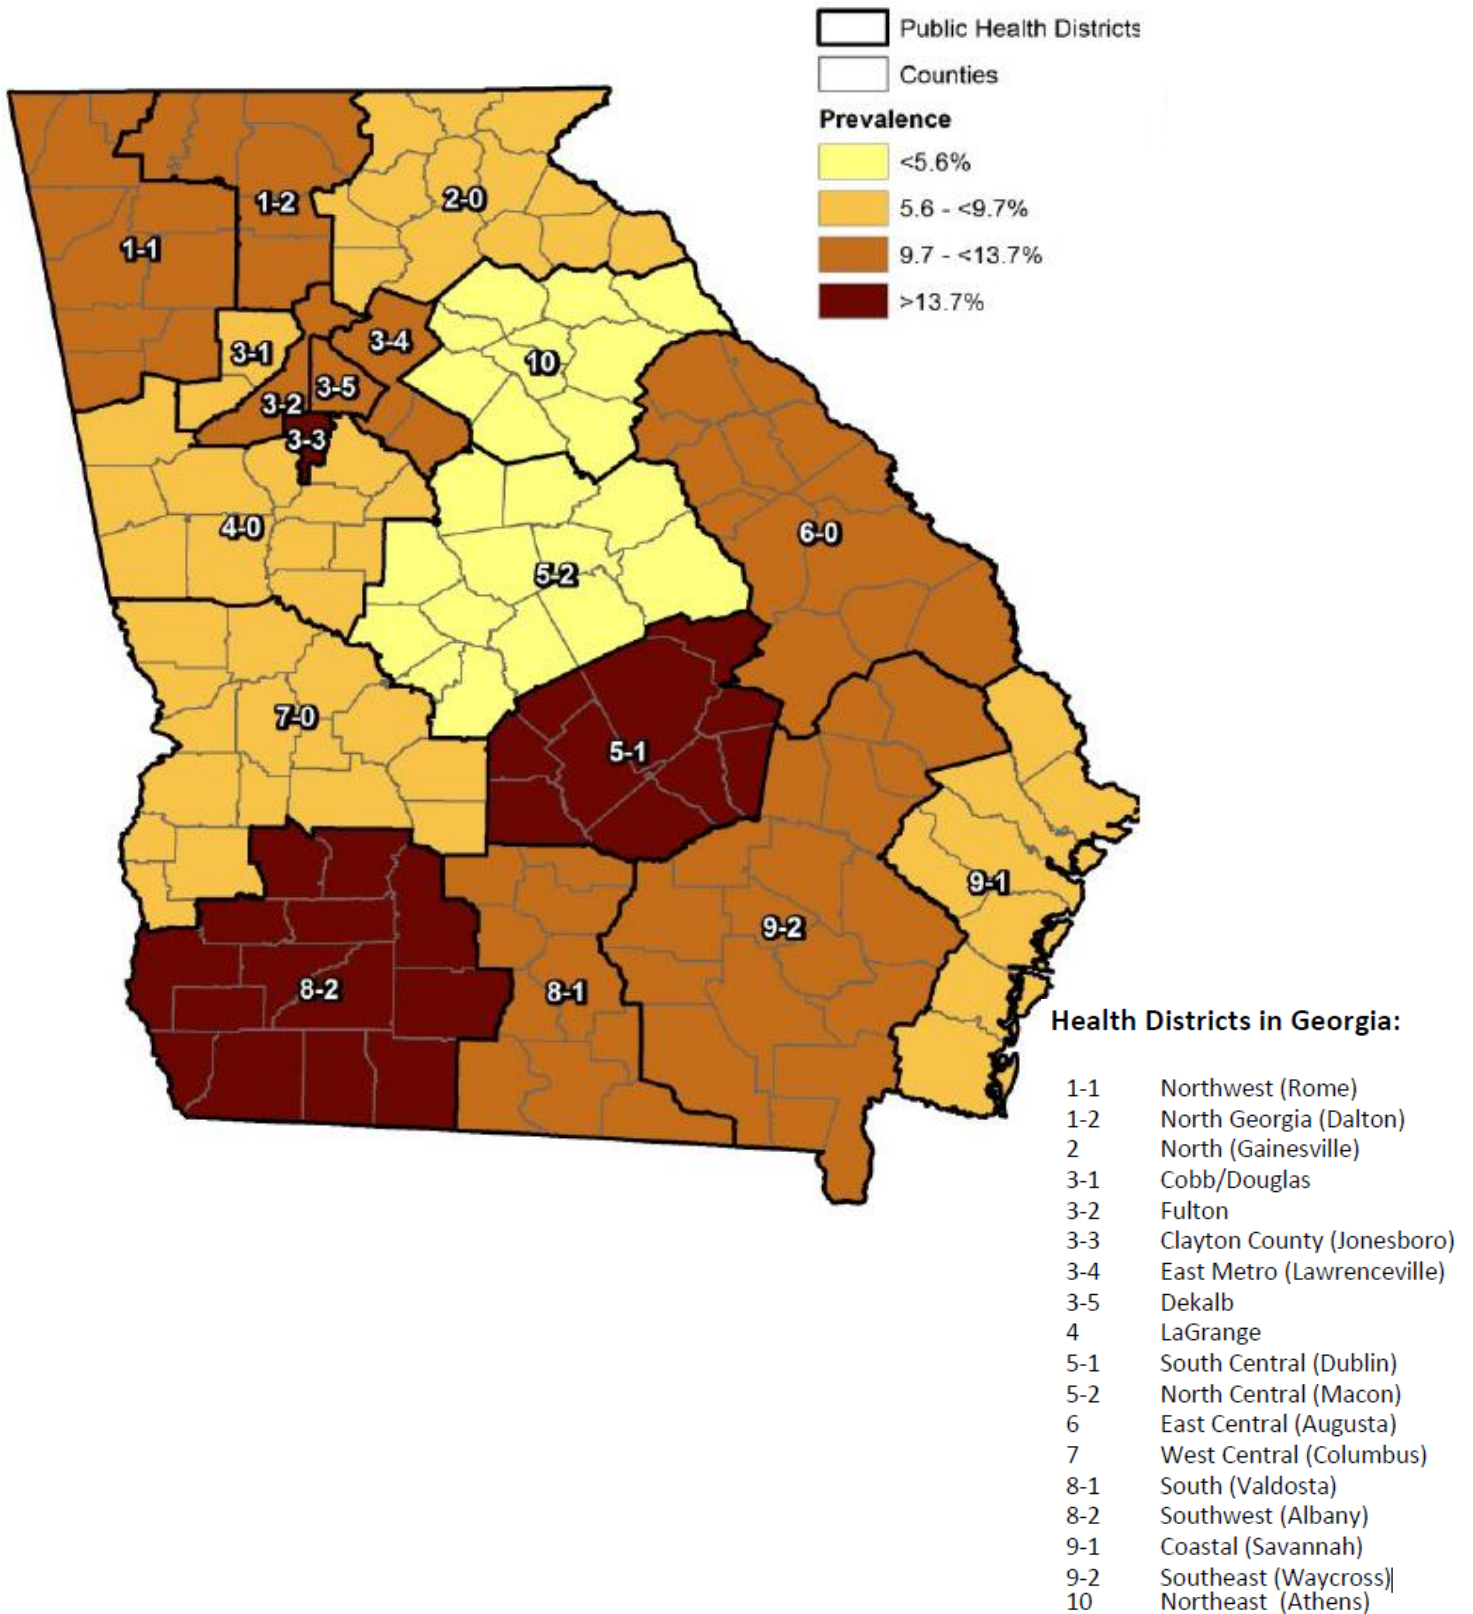 Public Health Districts
Counties
Prevalence
<5.6%
5.6 - <9.7%
9.7 - <13.7%
>13.7%
1-2
2-0
1-1
3-4
3-1
10
3-5
3-2
3-3
4-0
6-0
5-2
7-0
5-1
9-1
9-2
8-2
8-1
Health Districts in Georgia:
1-1 Northwest (Rome)
1-2 North Georgia (Dalton)
2 North (Gainesville)
3-1 Cobb/Douglas
3-2 Fulton
3-3 Clayton County (Jonesboro)
3-4 East Metro (Lawrenceville)
3-5 Dekalb
4 LaGrange
5-1 South Central (Dublin)
5-2 North Central (Macon)
6 East Central (Augusta)
7 West Central (Columbus)
8-1 South (Valdosta)
8-2 Southwest (Albany)
9-1 Coastal (Savannah)
9-2 Southeast (Waycross)
10 Northeast (Athens)